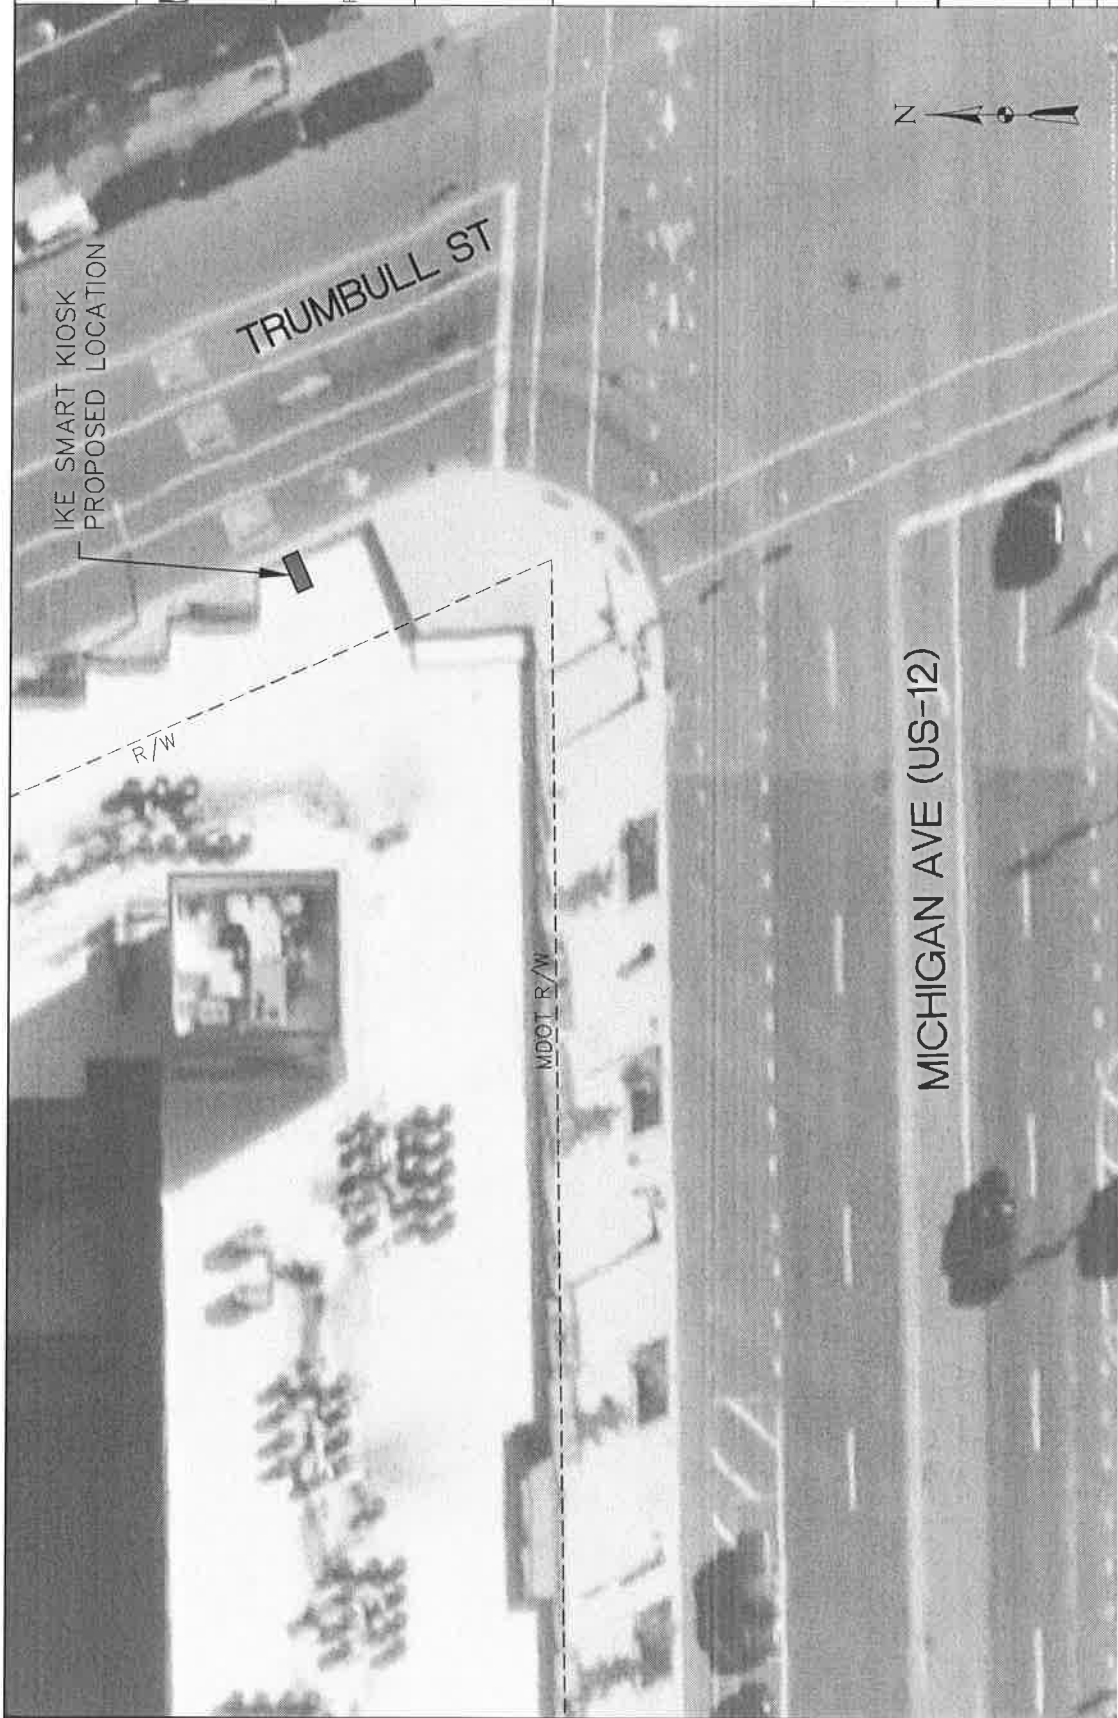 IKE SMART KIOSK
PROPOSED LOCATION
TRUMBULL ST
N
R/W
MDOT R/W
MICHIGAN AVE (US-12)